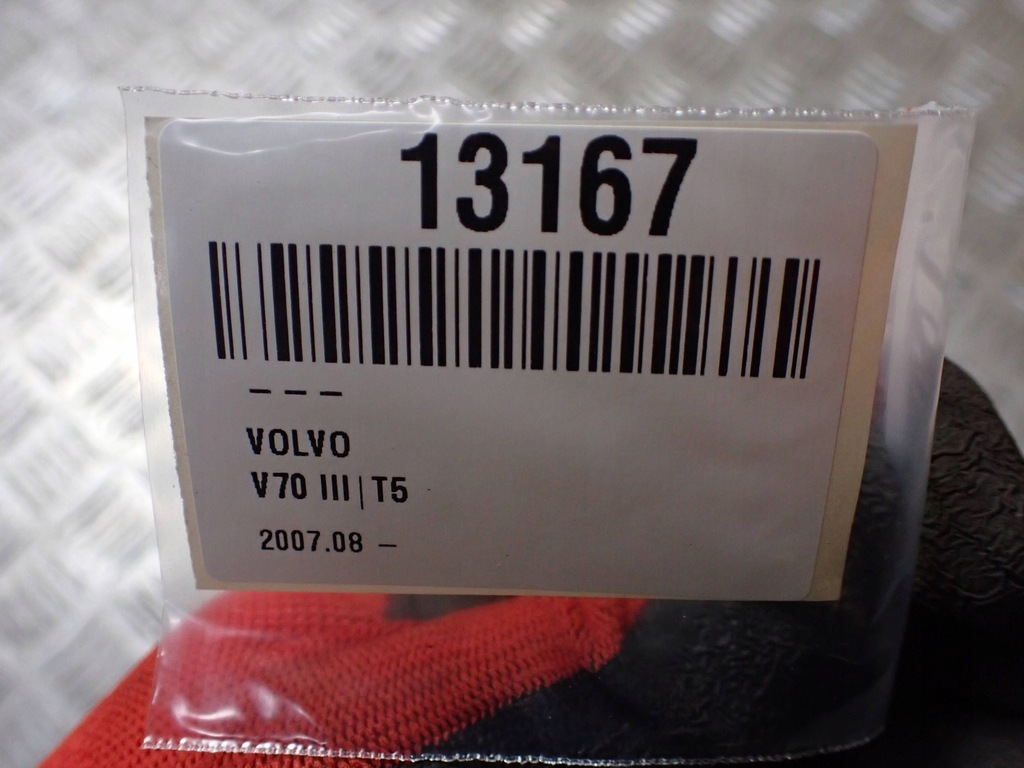 13167
– – –
VOLVO
V70 III | T5
2007.08 –